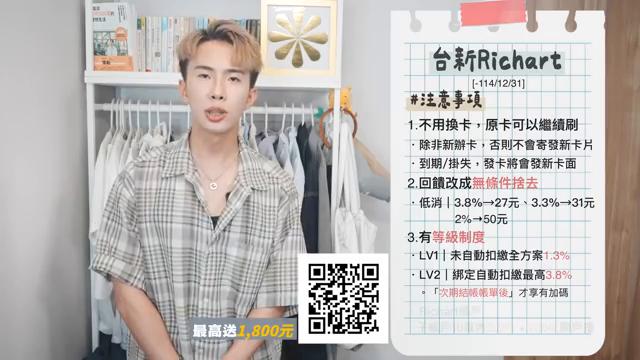 台新Richart
[-114/12/31]
#注意事項
1.不用換卡，原卡可以繼續刷
·除非新辦卡，否則不會寄發新卡片
·到期/掛失，發卡將會發新卡面
2.回饋改成無條件捨去
·低消｜3.8%→27元、3.3%→31元
2%→50元
3.有等級制度
·LV1｜未自動扣繳全方案1.3%
·LV2｜綁定自動扣繳最高3.8%
。「次期結帳帳單後」才享有加碼
最高送1,800元